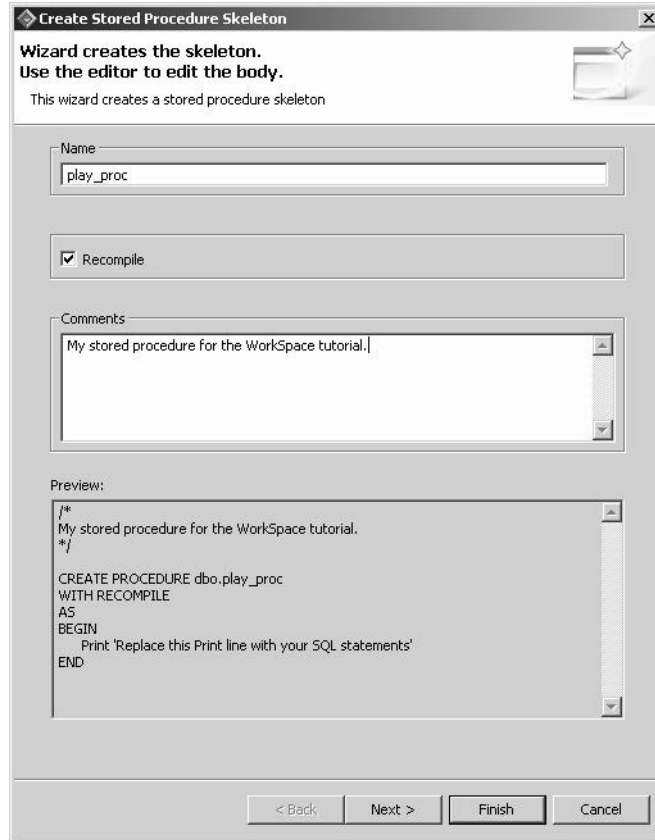 Create Stored Procedure Skeleton
Wizard creates the skeleton.
Use the editor to edit the body.
This wizard creates a stored procedure skeleton
Name
play_proc
Recompile
Comments
My stored procedure for the WorkSpace tutorial.
Preview:
/*
My stored procedure for the WorkSpace tutorial.
*/
CREATE PROCEDURE dbo.play_proc
WITH RECOMPILE
AS
BEGIN
Print 'Replace this Print line with your SQL statements'
END
< Back
Next >
Finish
Cancel